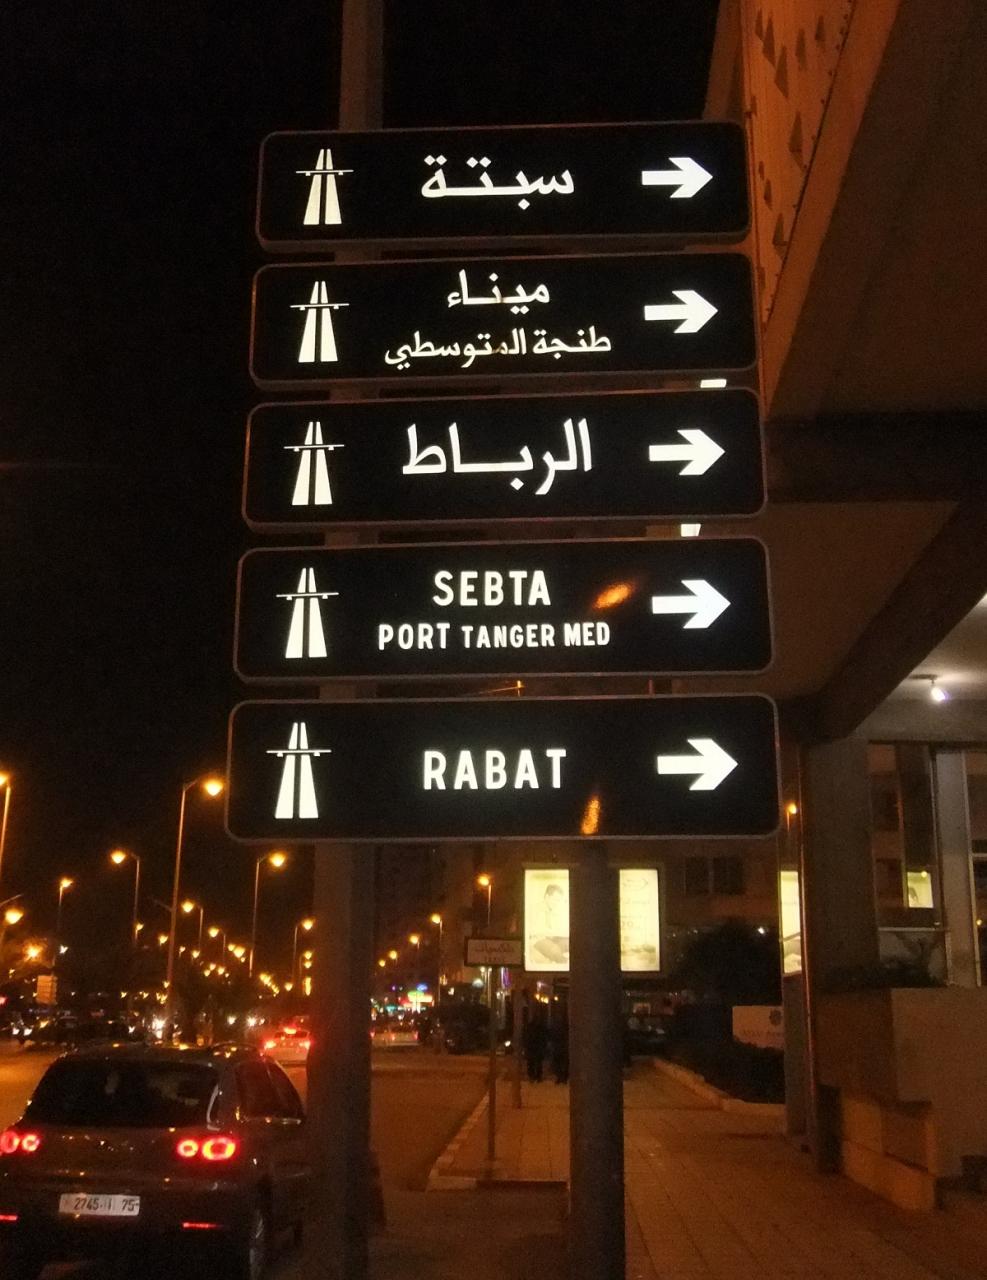 سبتة
ميناء
طنجة المتوسطي
الرباط
SEBTA
PORT TANGER MED
RABAT